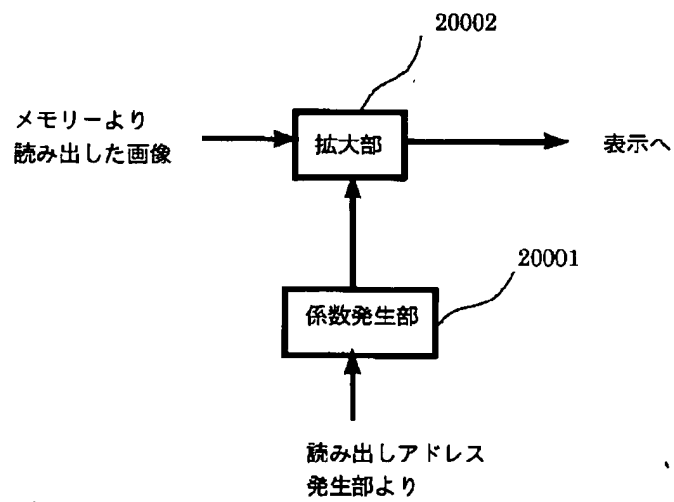 20002
メモリーより
読み出した画像
拡大部
表示へ
20001
係数発生部
読み出しアドレス
発生部より